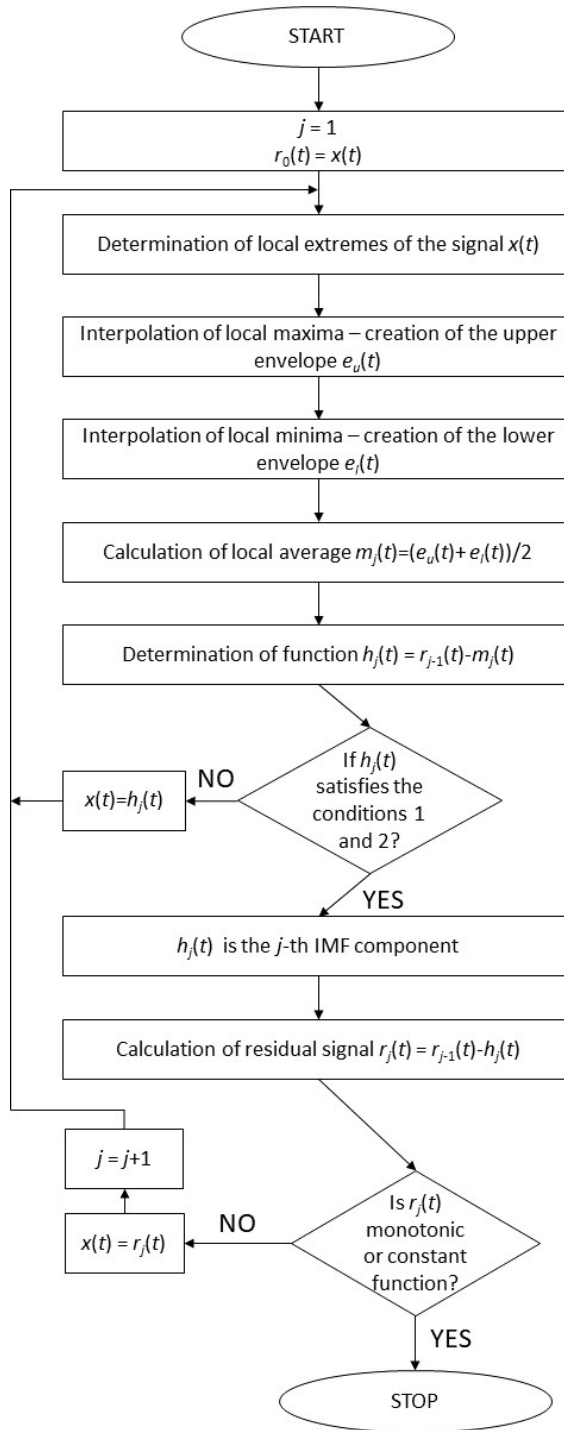 START
j = 1
r₀(t) = x(t)
Determination of local extremes of the signal x(t)
Interpolation of local maxima – creation of the upper
envelope eᵤ(t)
Interpolation of local minima – creation of the lower
envelope eₗ(t)
Calculation of local average mⱼ(t)=(eᵤ(t)+ eₗ(t))/2
Determination of function hⱼ(t) = rⱼ₋₁(t)-mⱼ(t)
If hⱼ(t)
satisfies the
conditions 1
and 2?
NO
x(t)=hⱼ(t)
YES
hⱼ(t) is the j-th IMF component
Calculation of residual signal rⱼ(t) = rⱼ₋₁(t)-hⱼ(t)
j = j+1
Is rⱼ(t)
monotonic
or constant
function?
NO
x(t) = rⱼ(t)
YES
STOP